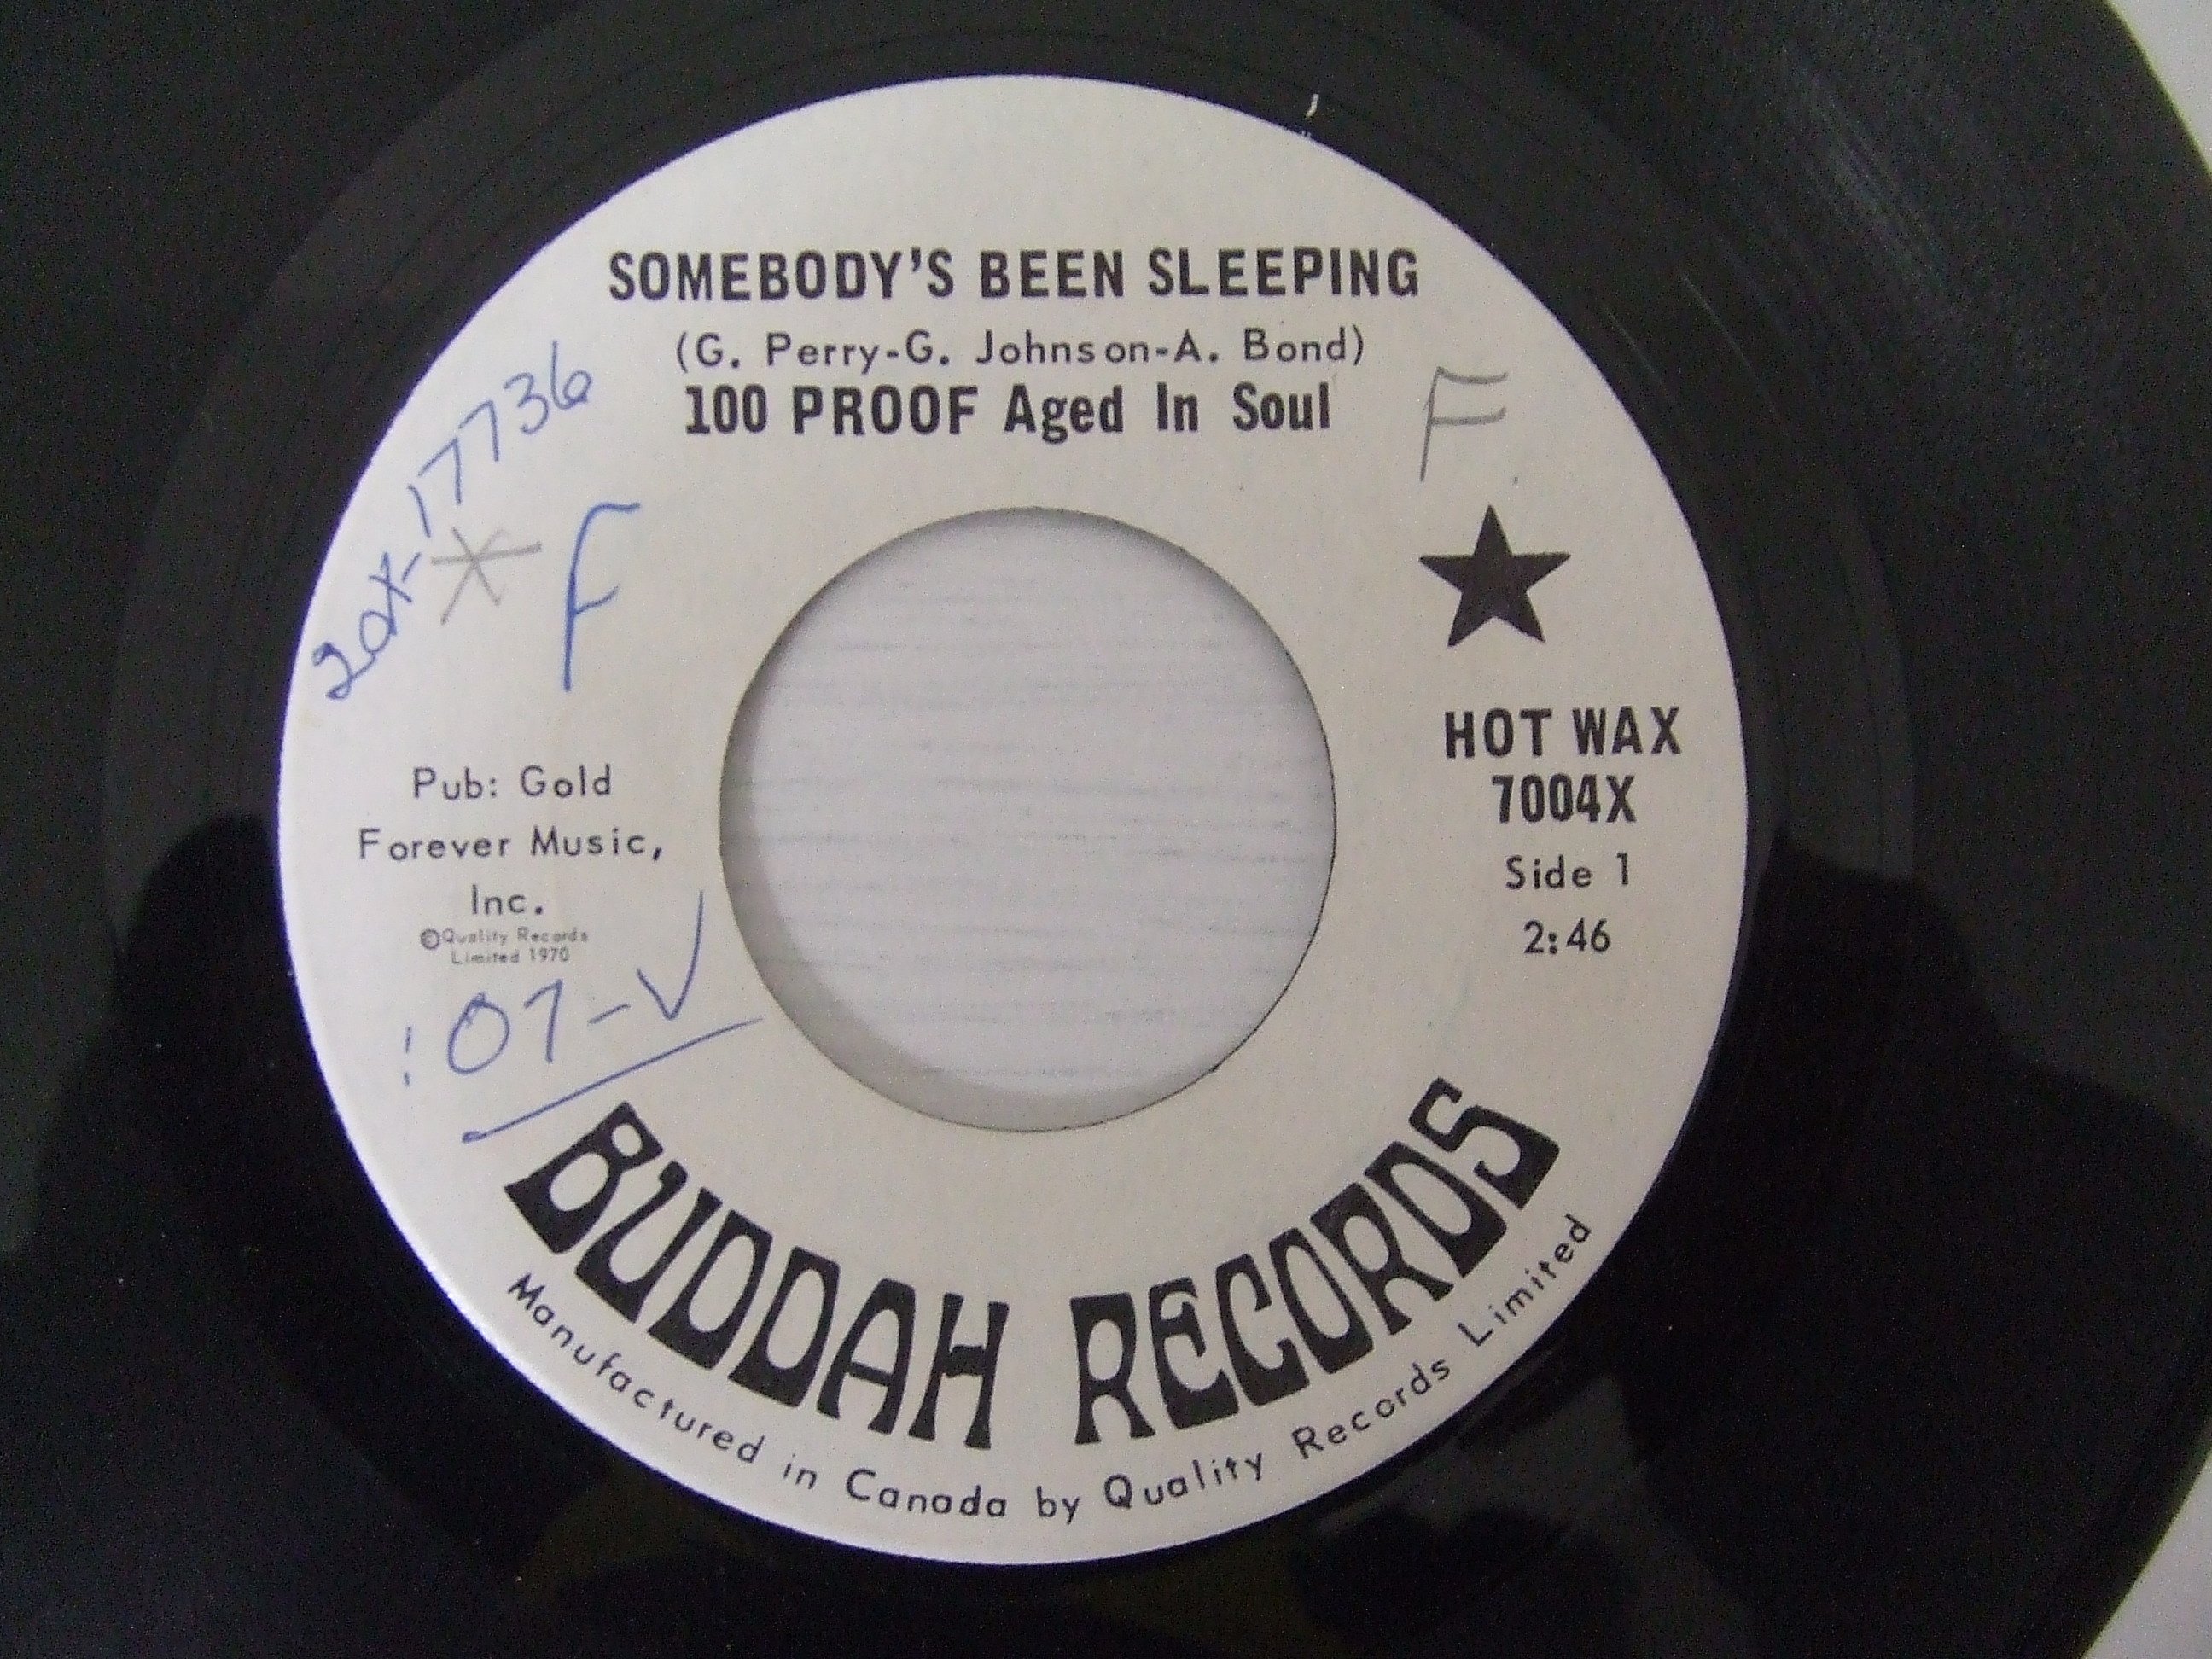 SOMEBODY'S BEEN SLEEPING
(G. Perry-G. Johnson-A. Bond)
100 PROOF Aged In Soul
F
20X-17736
F
HOT WAX
7004X
Side 1
2:46
Pub: Gold
Forever Music,
Inc.
©Quality Records
Limited 1970
:07-V
BUDDAH RECORDS
Manufactured in Canada by Quality Records Limited